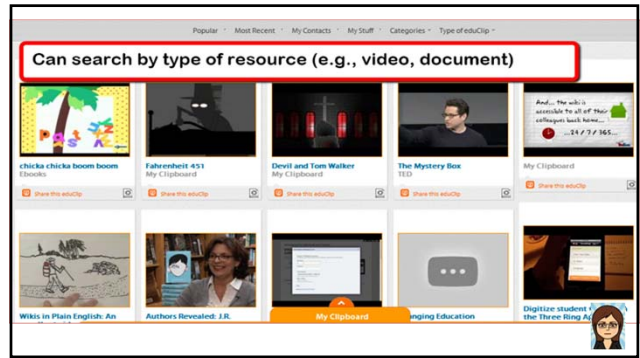 Popular Most Recent My Contacts My Stuff Categories Type of eduClip
Can search by type of resource (e.g., video, document)
And... the wiki is
accessible to all of their
colleagues back home...
...24 / 7 / 365...
chicka chicka boom boom
Ebooks
Share this eduClip
Fahrenheit 451
My Clipboard
Share this eduClip
Devil and Tom Walker
My Clipboard
Share this eduClip
The Mystery Box
TED
Share this eduClip
My Clipboard
Share this eduClip
Wikis in Plain English: An
Authors Revealed: J.R.
My Clipboard
nging Education
Digitize student
the Three Ring